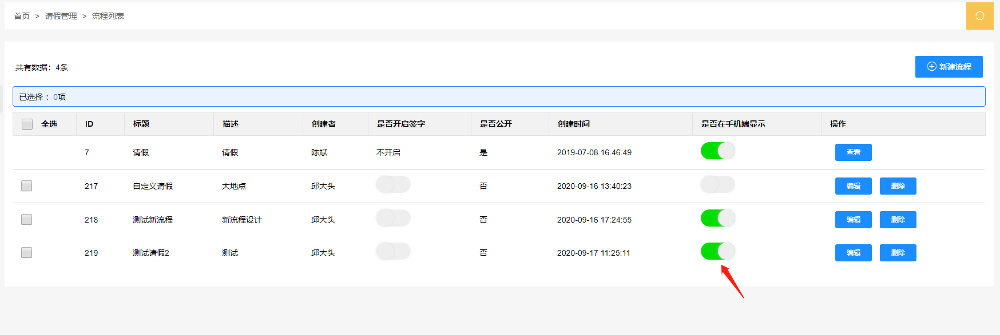 首页 > 请假管理 > 流程列表
共有数据：4条
新建流程
已选择： 0项
全选 ID 标题 描述 创建者 是否开启签字 是否公开 创建时间 是否在手机端显示 操作
7 请假 请假 陈斌 不开启 是 2019-07-08 16:46:49 查看
217 自定义请假 大地点 邱大头 否 2020-09-16 13:40:23 编辑 删除
218 测试新流程 新流程设计 邱大头 否 2020-09-16 17:24:55 编辑 删除
219 测试请假2 测试 邱大头 否 2020-09-17 11:25:11 编辑 删除